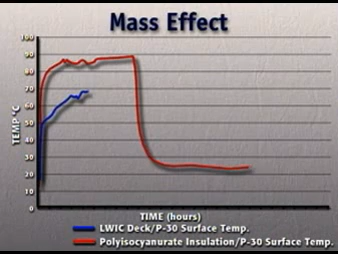 Mass Effect
100
90
80
70
60
50
40
30
20
10
0
TEMP °C
TIME (hours)
LWIC Deck/P-30 Surface Temp.
Polyisocyanurate Insulation/P-30 Surface Temp.